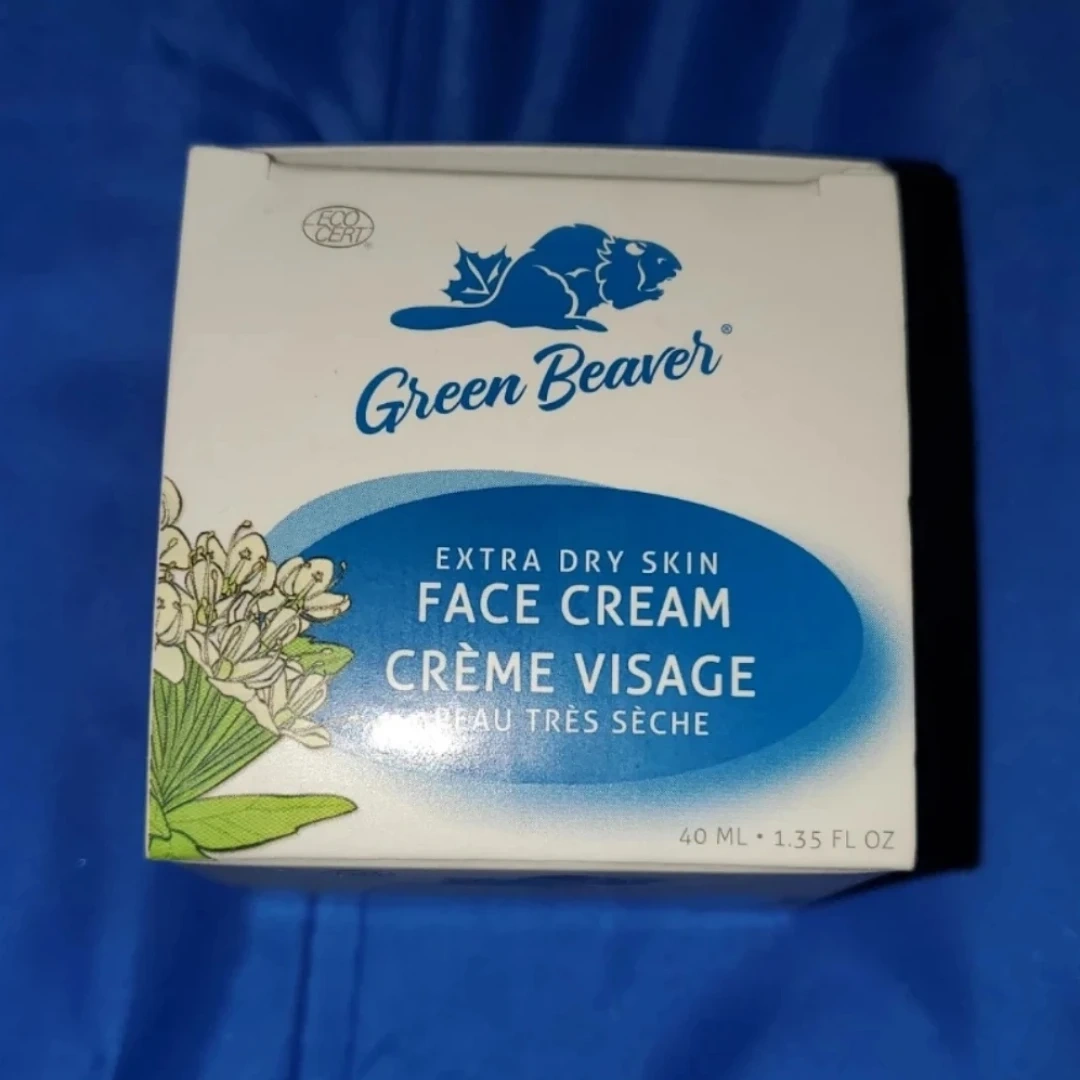 ECO
CERT
Green Beaver®
EXTRA DRY SKIN
FACE CREAM
CRÈME VISAGE
PEAU TRÈS SÈCHE
40 ML • 1.35 FL OZ